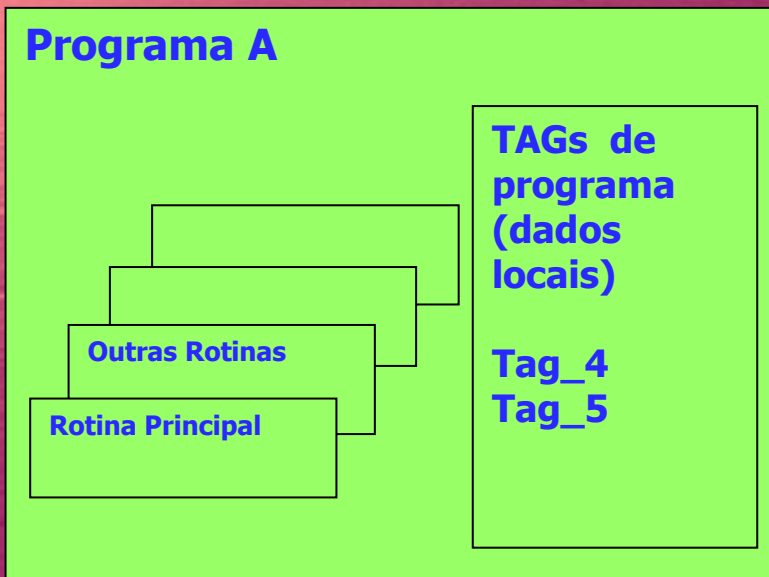 Programa A
TAGs de
programa
(dados
locais)
Tag_4
Tag_5
Outras Rotinas
Rotina Principal